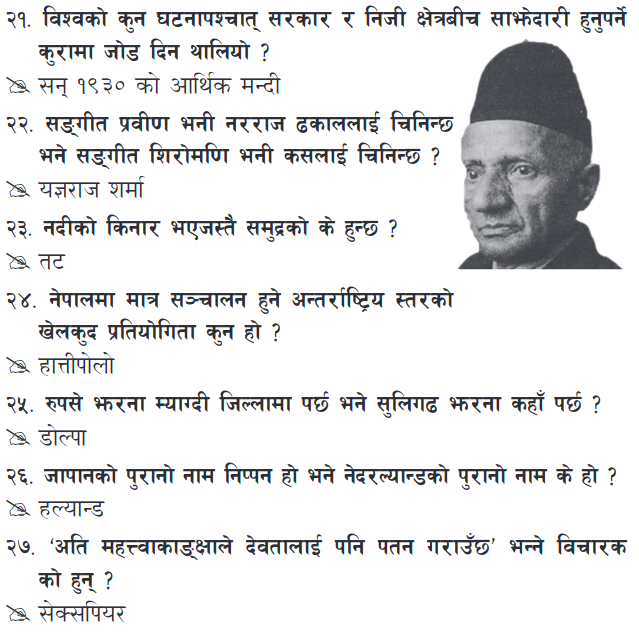 २१. विश्वको कुन घटनापश्चात् सरकार र निजी क्षेत्रबीच साझेदारी हुनुपर्ने
कुरामा जोड दिन थालियो ?
सन् १९३० को आर्थिक मन्दी
२२. सङ्गीत प्रवीण भनी नरराज ढकाललाई चिनिन्छ
भने सङ्गीत शिरोमणि भनी कसलाई चिनिन्छ ?
यज्ञराज शर्मा
२३. नदीको किनार भएजस्तै समुद्रको के हुन्छ ?
तट
२४. नेपालमा मात्र सञ्चालन हुने अन्तर्राष्ट्रिय स्तरको
खेलकुद प्रतियोगिता कुन हो ?
हात्तीपोलो
२५. रुपसे झरना म्याग्दी जिल्लामा पर्छ भने सुलिगढ झरना कहाँ पर्छ ?
डोल्पा
२६. जापानको पुरानो नाम निप्पन हो भने नेदरल्यान्डको पुरानो नाम के हो ?
हल्यान्ड
२७. ‘अति महत्त्वाकाङ्क्षाले देवतालाई पनि पतन गराउँछ’ भन्ने विचारक
को हुन् ?
सेक्सपियर